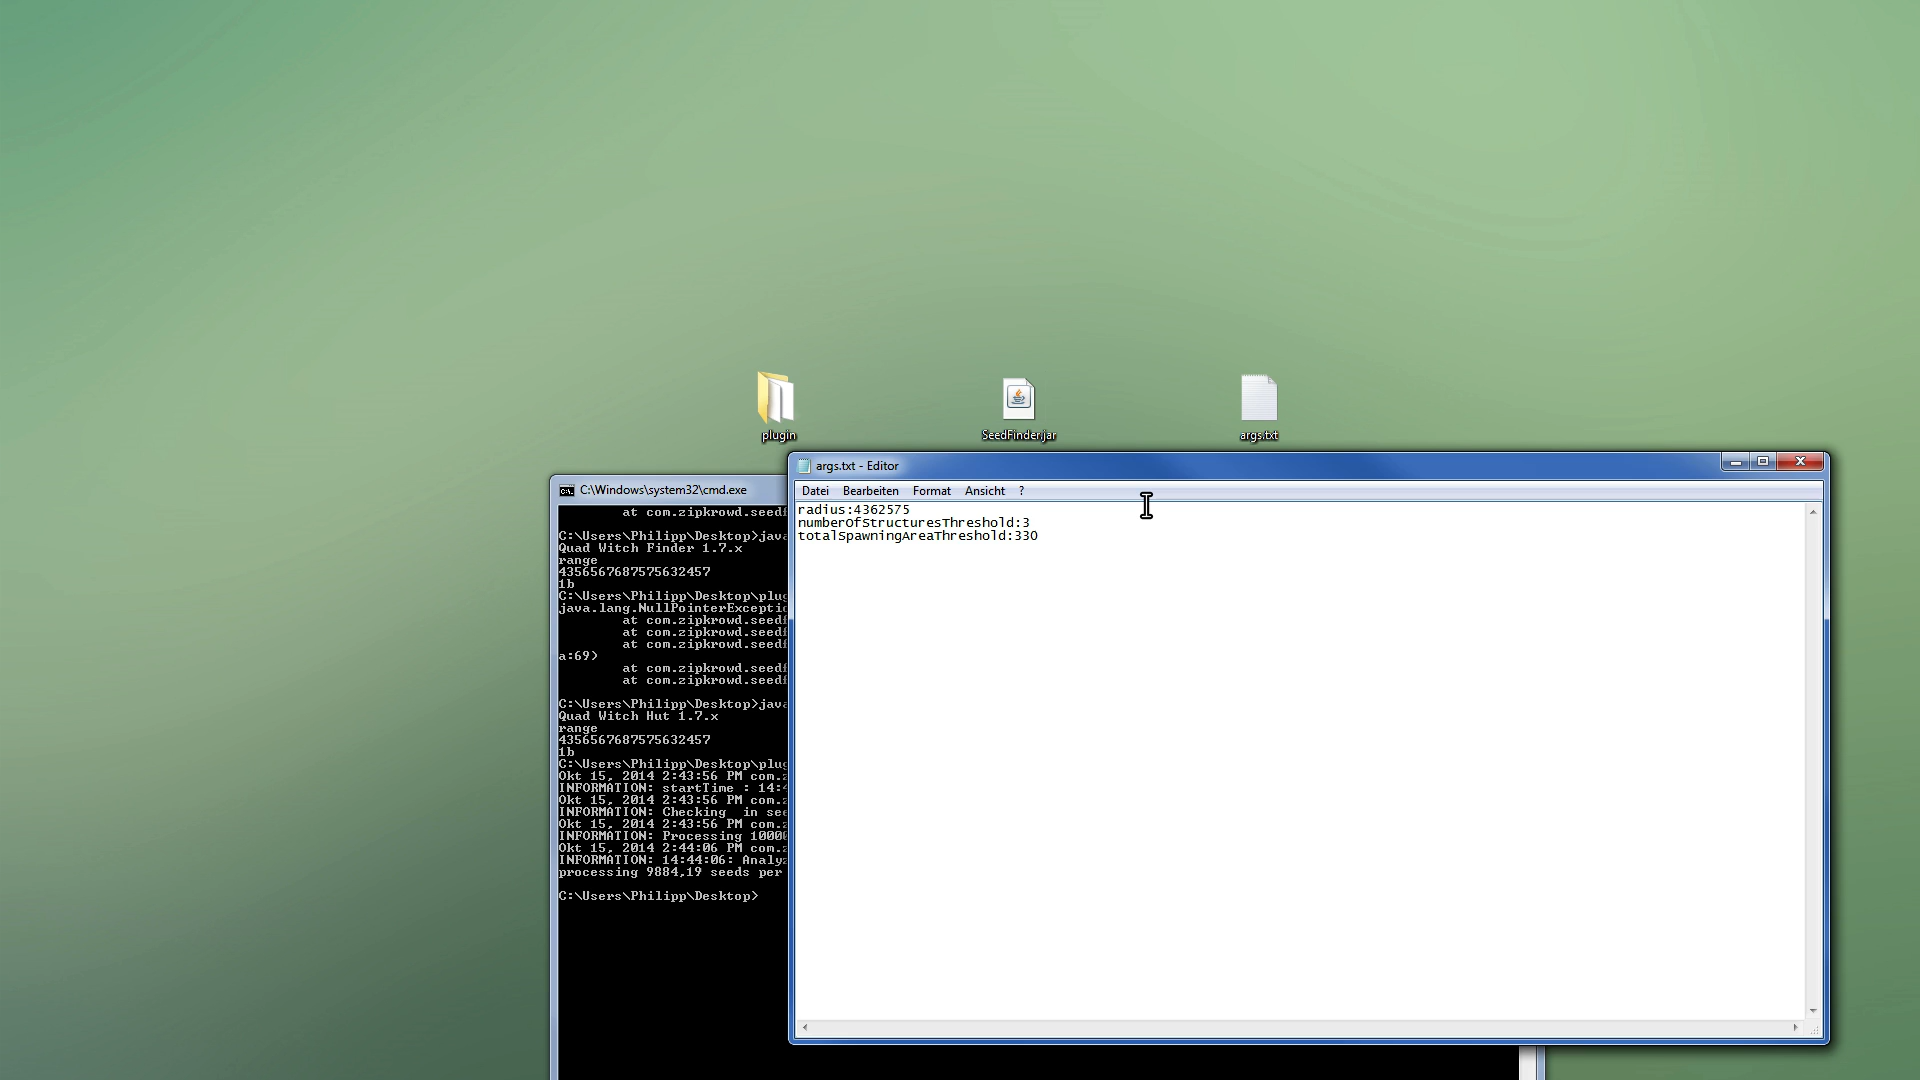 plugin
SeedFinder.jar
args.txt
args.txt - Editor
Datei Bearbeiten Format Ansicht ?
radius:4362575
numberOfStructuresThreshold:3
totalSpawningAreaThreshold:330
C:\Windows\system32\cmd.exe
at com.zipkrowd.seedf
C:\Users\Philipp\Desktop>java
Quad Witch Finder 1.7.x
range
4356567687575632457
1b
C:\Users\Philipp\Desktop\plug
java.lang.NullPointerExceptio
at com.zipkrowd.seedf
at com.zipkrowd.seedf
at com.zipkrowd.seedf
a:69)
at com.zipkrowd.seedf
at com.zipkrowd.seedf
C:\Users\Philipp\Desktop>java
Quad Witch Hut 1.7.x
range
4356567687575632457
1b
C:\Users\Philipp\Desktop\plug
Okt 15, 2014 2:43:56 PM com.z
INFORMATION: startTime : 14:4
Okt 15, 2014 2:43:56 PM com.z
INFORMATION: Checking  in see
Okt 15, 2014 2:43:56 PM com.z
INFORMATION: Processing 10000
Okt 15, 2014 2:44:06 PM com.z
INFORMATION: 14:44:06: Analyz
processing 9884,19 seeds per
C:\Users\Philipp\Desktop>